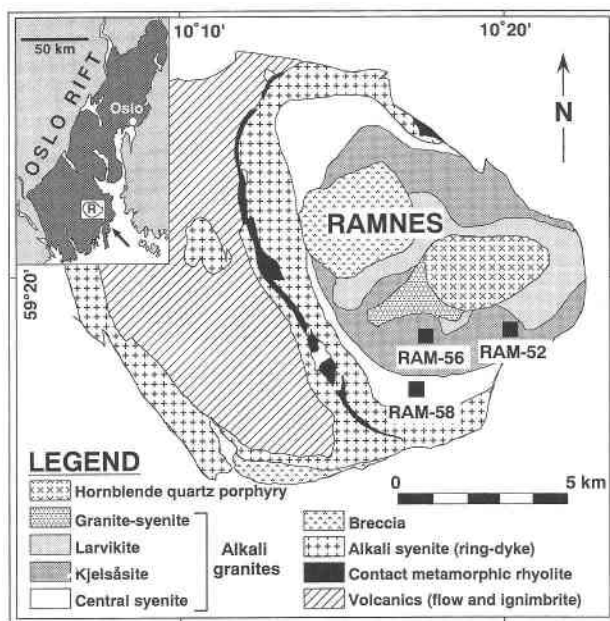 10°10'
10°20'
50 km
OSLO RIFT
Oslo
R
N
59°20'
RAMNES
RAM-56
RAM-52
RAM-58
0 5 km
LEGEND
Hornblende quartz porphyry
Granite-syenite
Larvikite
Kjelsåsite
Central syenite
Alkali
granites
Breccia
Alkali syenite (ring-dyke)
Contact metamorphic rhyolite
Volcanics (flow and ignimbrite)